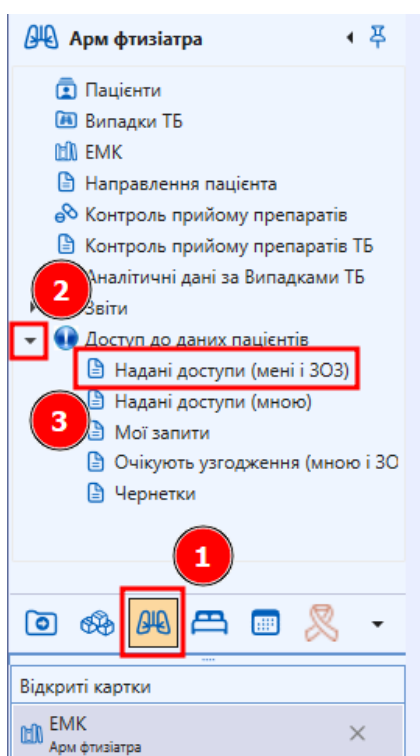 Арм фтизіатра
Пацієнти
Випадки ТБ
ЕМК
Направлення пацієнта
Контроль прийому препаратів
Контроль прийому препаратів ТБ
2
Аналітичні дані за Випадками ТБ
Звіти
Доступ до даних пацієнтів
Надані доступи (мені і ЗОЗ)
Надані доступи (мною)
3
Мої запити
Очікують узгодження (мною і ЗО
Чернетки
1
Відкриті картки
ЕМК
Арм фтизіатра